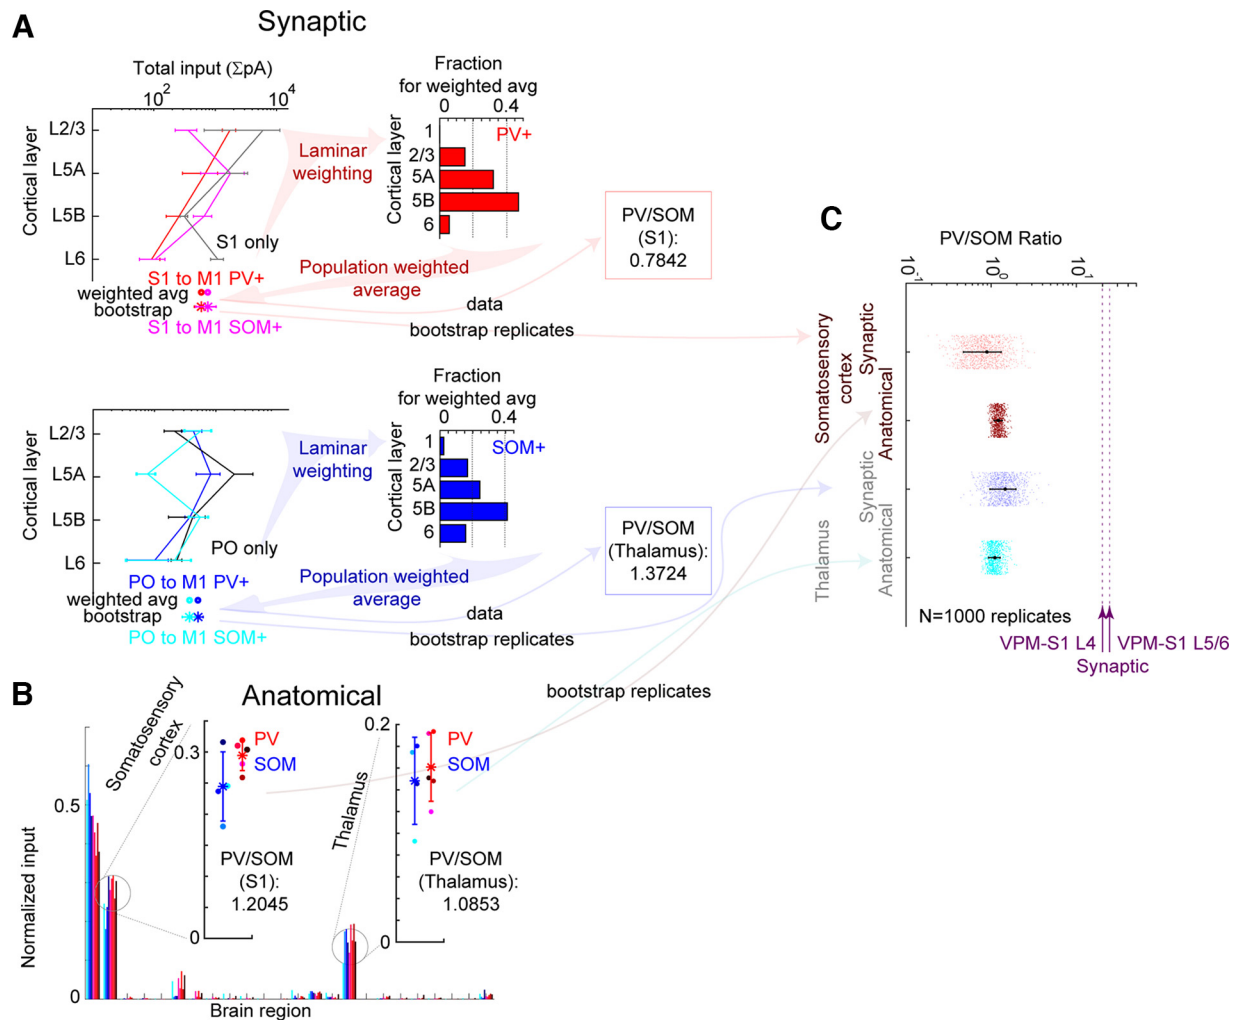 A
Synaptic
Total input (ΣpA)
10²
10⁴
Cortical layer
L2/3
L5A
L5B
L6
S1 only
S1 to M1 PV+
weighted avg
bootstrap
S1 to M1 SOM+
Laminar
weighting
Fraction
for weighted avg
0
0.4
Cortical layer
1
2/3
5A
5B
6
PV+
Population weighted
average
data
bootstrap replicates
PV/SOM
(S1):
0.7842
Cortical layer
L2/3
L5A
L5B
L6
PO only
PO to M1 PV+
weighted avg
bootstrap
PO to M1 SOM+
Laminar
weighting
Fraction
for weighted avg
0
0.4
Cortical layer
1
2/3
5A
5B
6
SOM+
Population weighted
average
data
bootstrap replicates
PV/SOM
(Thalamus):
1.3724
B
Anatomical
bootstrap replicates
Normalized input
0.5
0
Brain region
Somatosensory
cortex
0.3
0
PV
SOM
PV/SOM
(S1):
1.2045
Thalamus
0.2
0
PV
SOM
PV/SOM
(Thalamus):
1.0853
C
PV/SOM Ratio
10⁻¹
10⁰
10¹
Somatosensory
cortex
Synaptic
Anatomical
Thalamus
Synaptic
Anatomical
N=1000 replicates
VPM-S1 L4
VPM-S1 L5/6
Synaptic